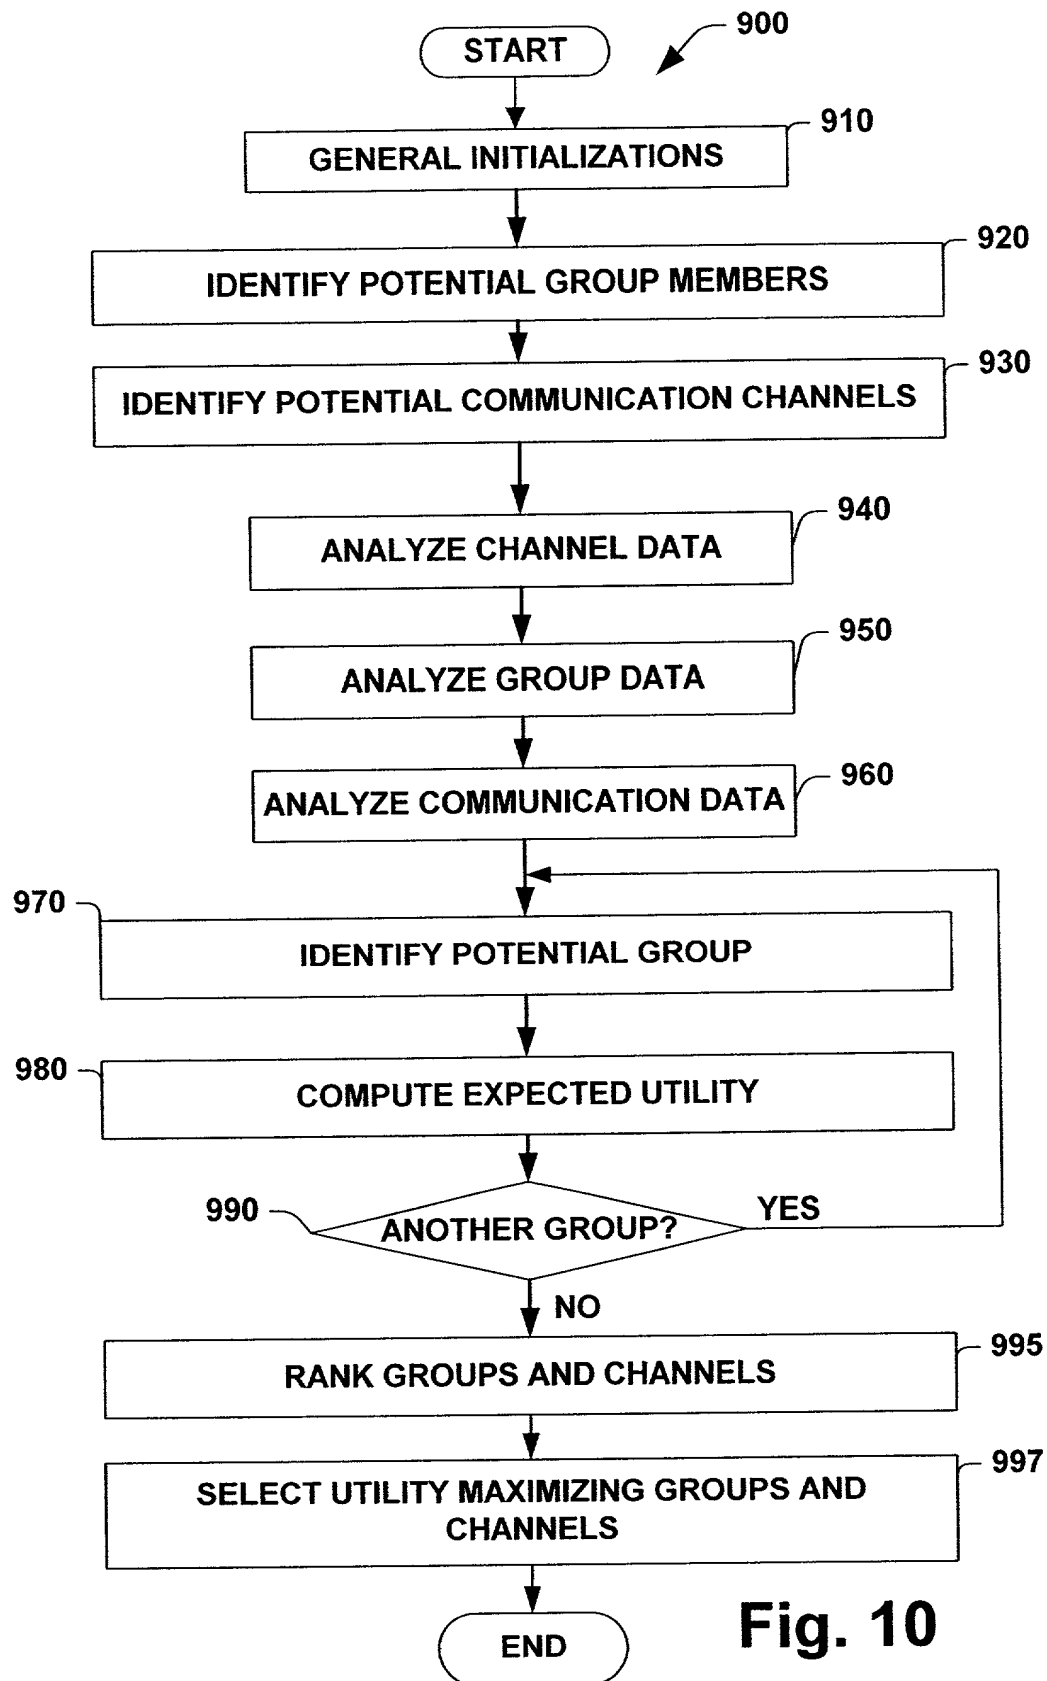 900
START
910
GENERAL INITIALIZATIONS
920
IDENTIFY POTENTIAL GROUP MEMBERS
930
IDENTIFY POTENTIAL COMMUNICATION CHANNELS
940
ANALYZE CHANNEL DATA
950
ANALYZE GROUP DATA
960
ANALYZE COMMUNICATION DATA
970
IDENTIFY POTENTIAL GROUP
980
COMPUTE EXPECTED UTILITY
990
ANOTHER GROUP?
YES
NO
995
RANK GROUPS AND CHANNELS
997
SELECT UTILITY MAXIMIZING GROUPS AND
CHANNELS
END
Fig. 10